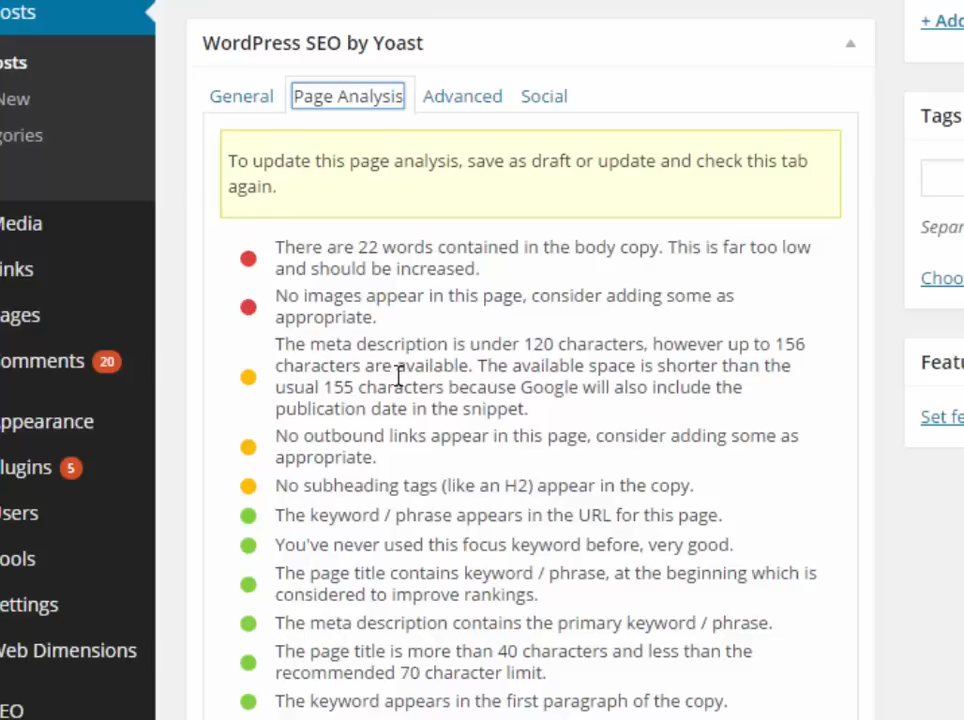 osts
osts
New
gories
Media
inks
ages
omments 20
ppearance
lugins 5
sers
ools
ettings
Web Dimensions
EO
WordPress SEO by Yoast
General Page Analysis Advanced Social
To update this page analysis, save as draft or update and check this tab
again.
There are 22 words contained in the body copy. This is far too low
and should be increased.
No images appear in this page, consider adding some as
appropriate.
The meta description is under 120 characters, however up to 156
characters are available. The available space is shorter than the
usual 155 characters because Google will also include the
publication date in the snippet.
No outbound links appear in this page, consider adding some as
appropriate.
No subheading tags (like an H2) appear in the copy.
The keyword / phrase appears in the URL for this page.
You've never used this focus keyword before, very good.
The page title contains keyword / phrase, at the beginning which is
considered to improve rankings.
The meta description contains the primary keyword / phrase.
The page title is more than 40 characters and less than the
recommended 70 character limit.
The keyword appears in the first paragraph of the copy.
+ Add
Tags
Separ
Choo
Featu
Set fe